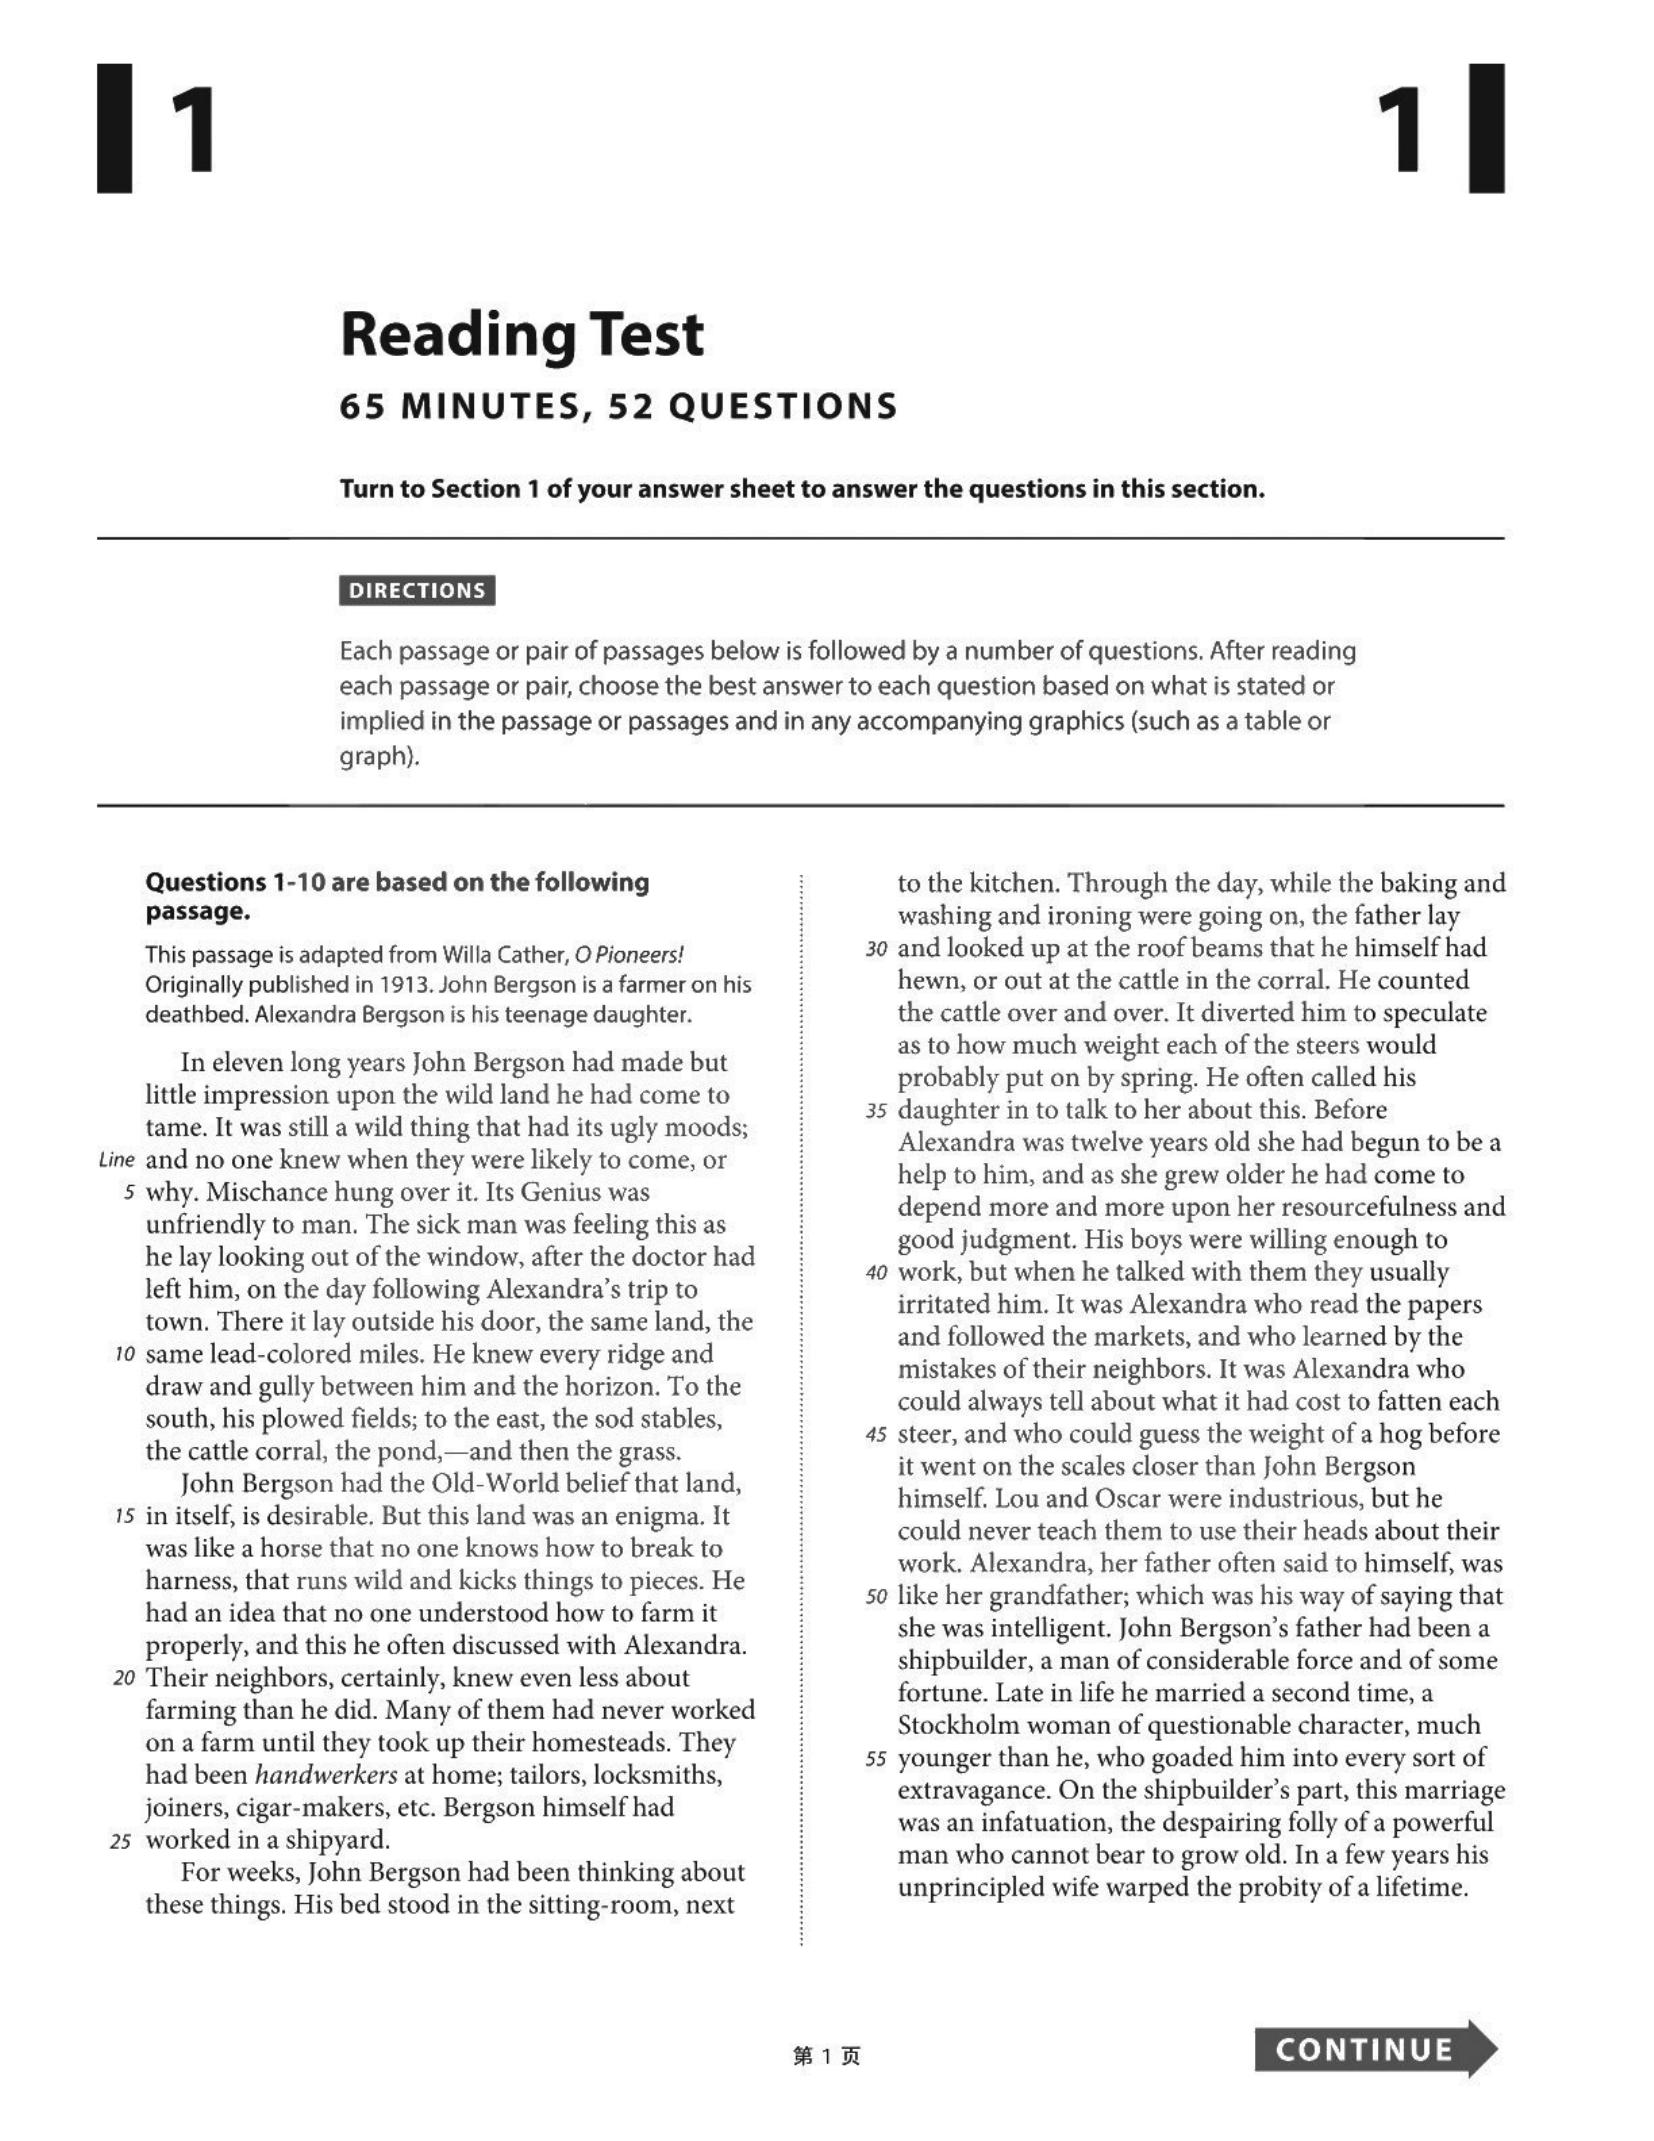 1
1
Reading Test
65 MINUTES, 52 QUESTIONS
Turn to Section 1 of your answer sheet to answer the questions in this section.
DIRECTIONS
Each passage or pair of passages below is followed by a number of questions. After reading
each passage or pair, choose the best answer to each question based on what is stated or
implied in the passage or passages and in any accompanying graphics (such as a table or
graph).
Questions 1-10 are based on the following
passage.
This passage is adapted from Willa Cather, O Pioneers!
Originally published in 1913. John Bergson is a farmer on his
deathbed. Alexandra Bergson is his teenage daughter.
In eleven long years John Bergson had made but
little impression upon the wild land he had come to
tame. It was still a wild thing that had its ugly moods;
Line and no one knew when they were likely to come, or
5 why. Mischance hung over it. Its Genius was
unfriendly to man. The sick man was feeling this as
he lay looking out of the window, after the doctor had
left him, on the day following Alexandra's trip to
town. There it lay outside his door, the same land, the
10 same lead-colored miles. He knew every ridge and
draw and gully between him and the horizon. To the
south, his plowed fields; to the east, the sod stables,
the cattle corral, the pond,—and then the grass.
John Bergson had the Old-World belief that land,
15 in itself, is desirable. But this land was an enigma. It
was like a horse that no one knows how to break to
harness, that runs wild and kicks things to pieces. He
had an idea that no one understood how to farm it
properly, and this he often discussed with Alexandra.
20 Their neighbors, certainly, knew even less about
farming than he did. Many of them had never worked
on a farm until they took up their homesteads. They
had been handwerkers at home; tailors, locksmiths,
joiners, cigar-makers, etc. Bergson himself had
25 worked in a shipyard.
For weeks, John Bergson had been thinking about
these things. His bed stood in the sitting-room, next
to the kitchen. Through the day, while the baking and
washing and ironing were going on, the father lay
30 and looked up at the roof beams that he himself had
hewn, or out at the cattle in the corral. He counted
the cattle over and over. It diverted him to speculate
as to how much weight each of the steers would
probably put on by spring. He often called his
35 daughter in to talk to her about this. Before
Alexandra was twelve years old she had begun to be a
help to him, and as she grew older he had come to
depend more and more upon her resourcefulness and
good judgment. His boys were willing enough to
40 work, but when he talked with them they usually
irritated him. It was Alexandra who read the papers
and followed the markets, and who learned by the
mistakes of their neighbors. It was Alexandra who
could always tell about what it had cost to fatten each
45 steer, and who could guess the weight of a hog before
it went on the scales closer than John Bergson
himself. Lou and Oscar were industrious, but he
could never teach them to use their heads about their
work. Alexandra, her father often said to himself, was
50 like her grandfather; which was his way of saying that
she was intelligent. John Bergson's father had been a
shipbuilder, a man of considerable force and of some
fortune. Late in life he married a second time, a
Stockholm woman of questionable character, much
55 younger than he, who goaded him into every sort of
extravagance. On the shipbuilder's part, this marriage
was an infatuation, the despairing folly of a powerful
man who cannot bear to grow old. In a few years his
unprincipled wife warped the probity of a lifetime.
第 1 页
CONTINUE